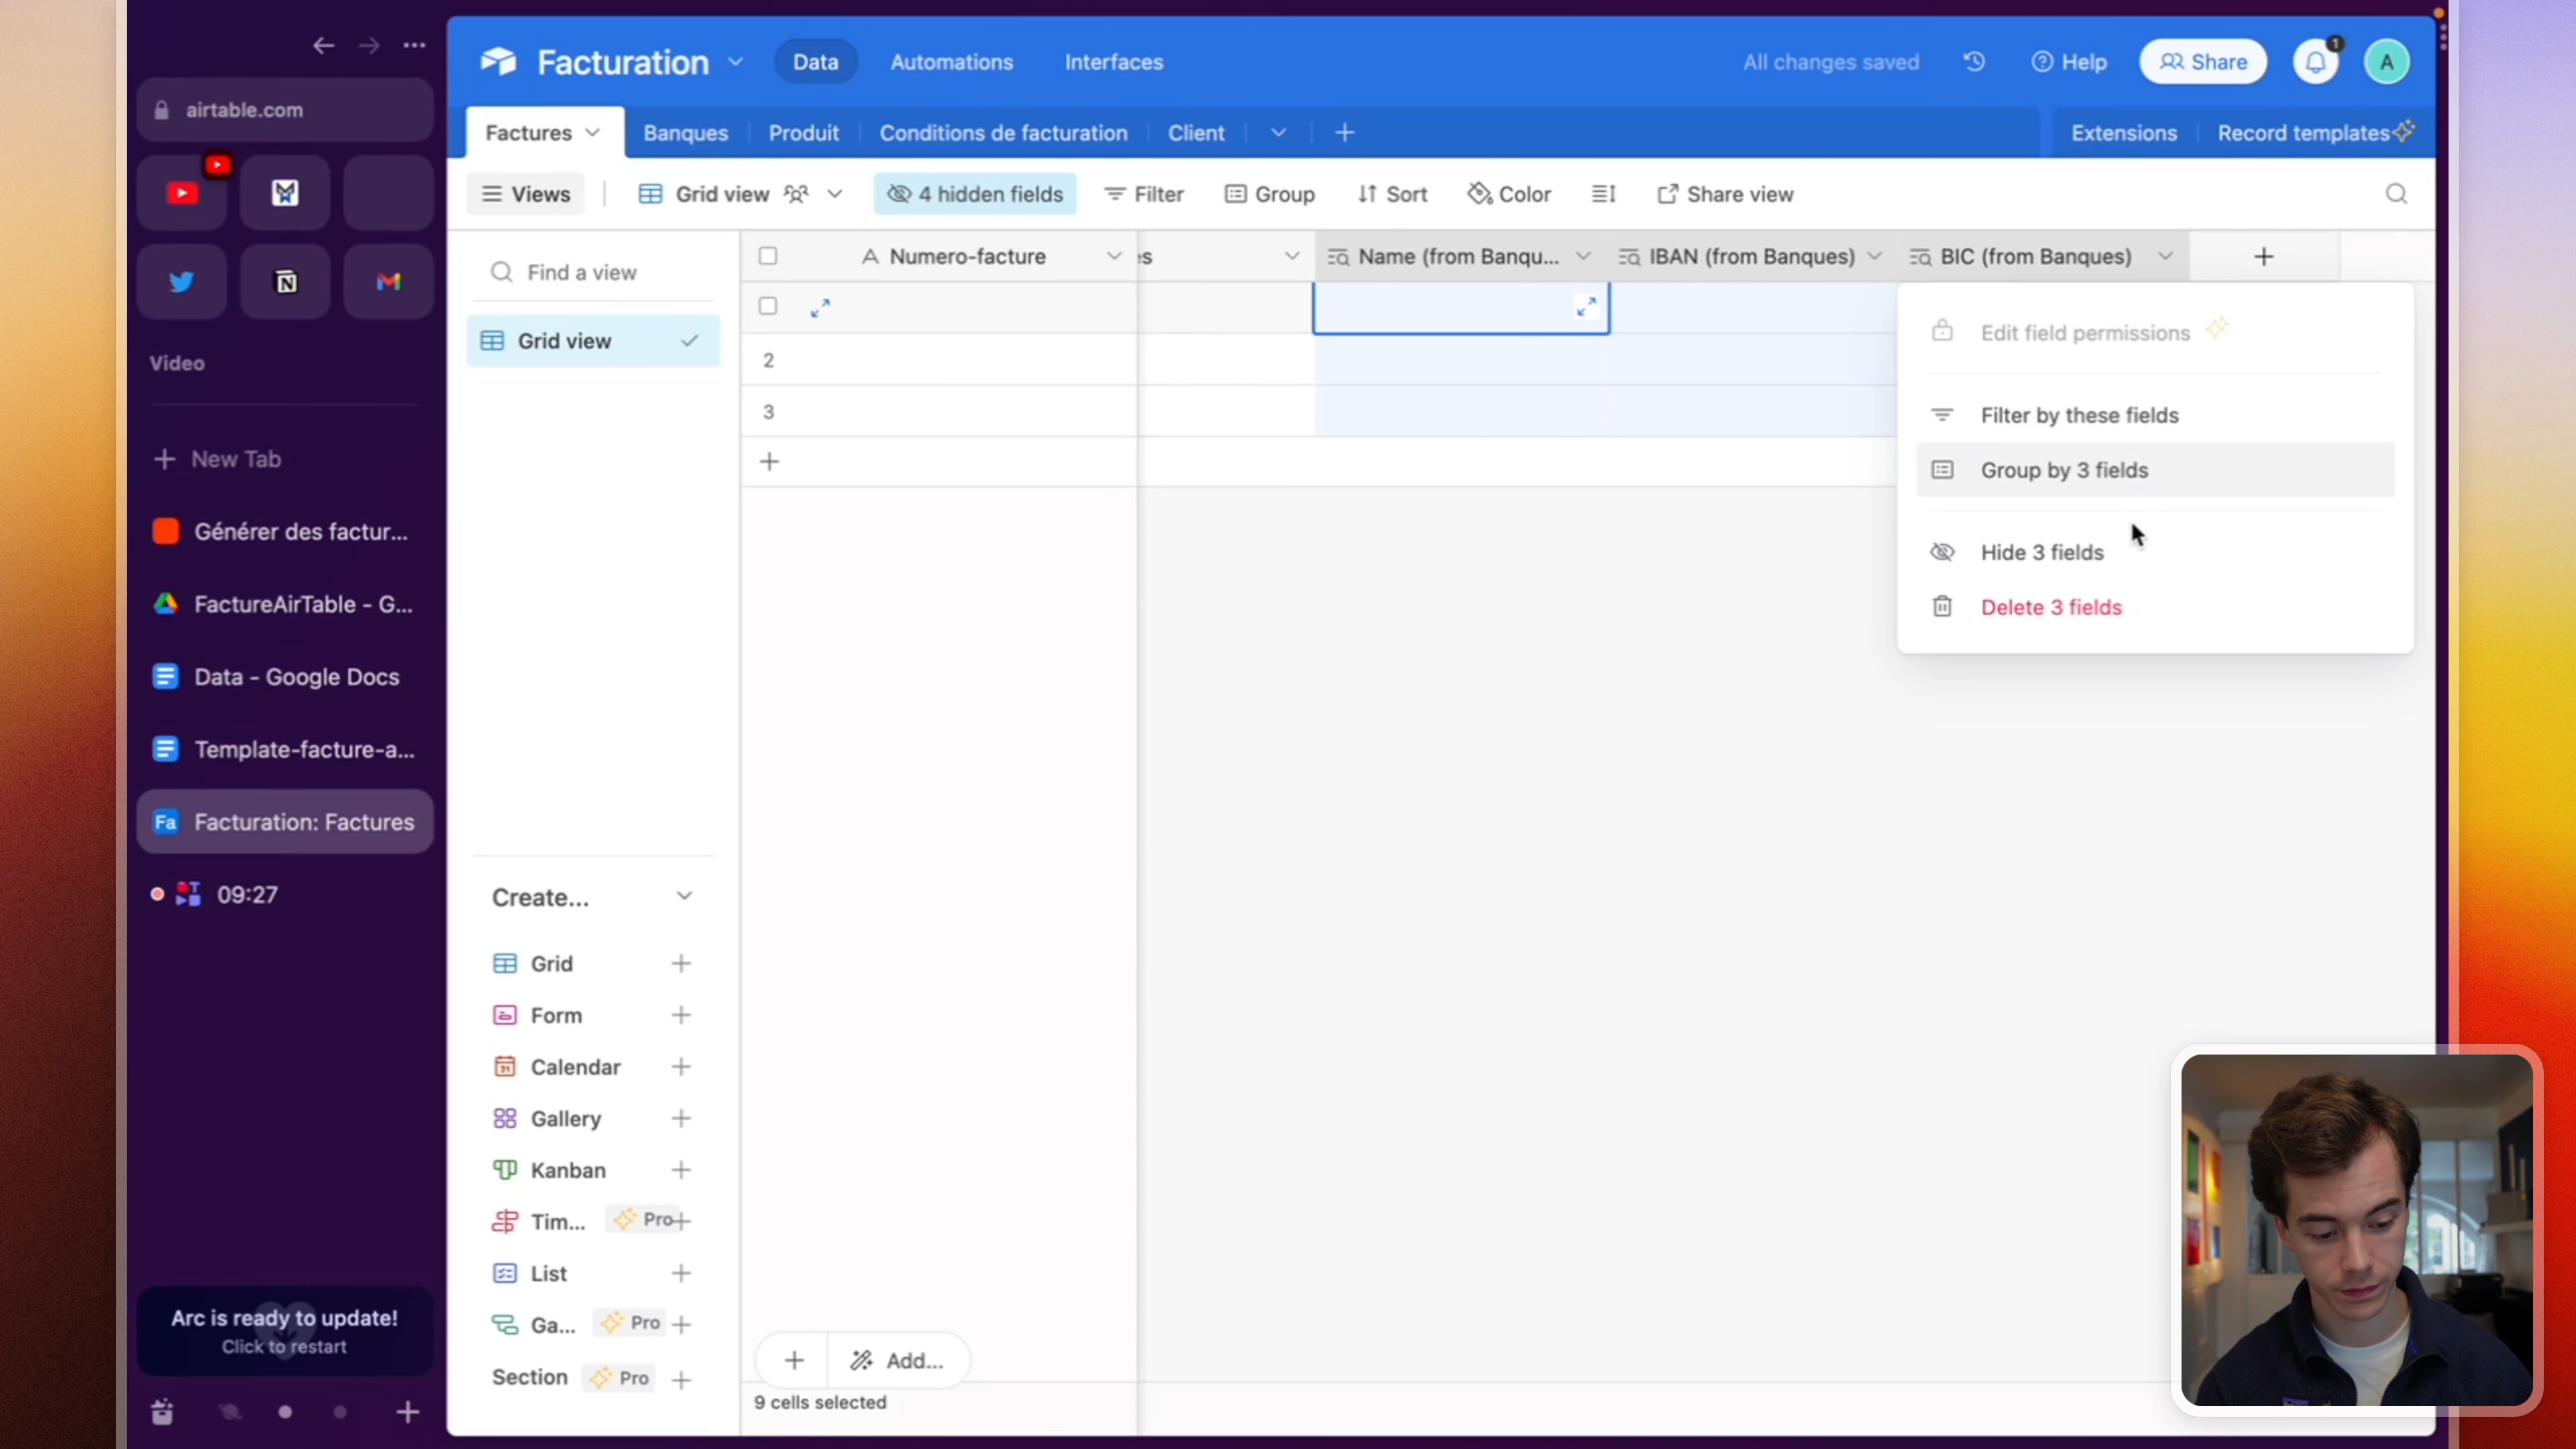 airtable.com
Video
New Tab
Générer des factur...
FactureAirTable - G...
Data - Google Docs
Template-facture-a...
Fa Facturation: Factures
09:27
Arc is ready to update!
Click to restart
Facturation
Data
Automations
Interfaces
All changes saved
Help
Share
1
A
Factures
Banques
Produit
Conditions de facturation
Client
Extensions
Record templates
Views
Grid view
4 hidden fields
Filter
Group
Sort
Color
Share view
Find a view
Grid view
Numero-facture
es
Name (from Banqu...
IBAN (from Banques)
BIC (from Banques)
2
3
Edit field permissions
Filter by these fields
Group by 3 fields
Hide 3 fields
Delete 3 fields
Create...
Grid
Form
Calendar
Gallery
Kanban
Tim... Pro
List
Ga... Pro
Section Pro
Add...
9 cells selected